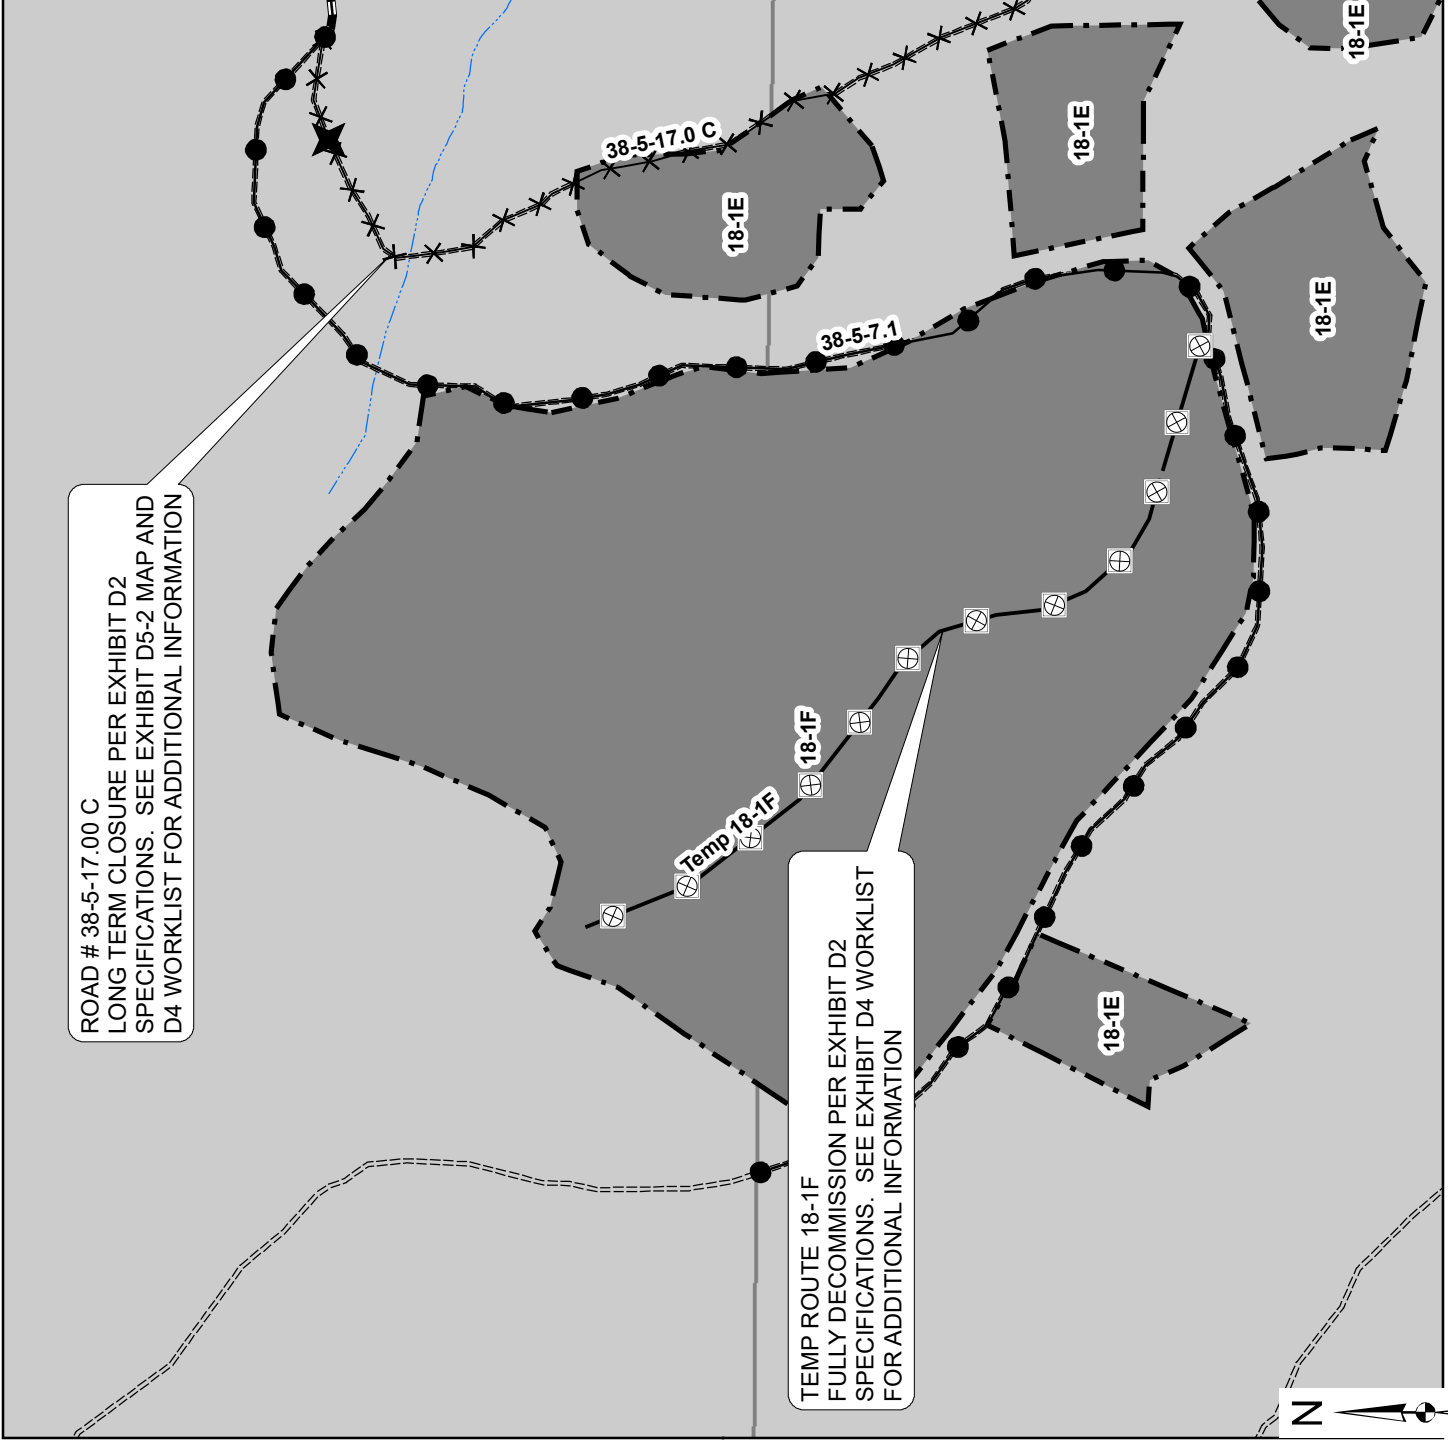 ROAD # 38-5-17.00 C
LONG TERM CLOSURE PER EXHIBIT D2
SPECIFICATIONS. SEE EXHIBIT D5-2 MAP AND
D4 WORKLIST FOR ADDITIONAL INFORMATION
38-5-17.0 C
18-1E
18-1E
18-1E
18-1E
38-5-7.1
18-1F
Temp 18-1F
TEMP ROUTE 18-1F
FULLY DECOMMISSION PER EXHIBIT D2
SPECIFICATIONS. SEE EXHIBIT D4 WORKLIST
FOR ADDITIONAL INFORMATION
18-1E
N